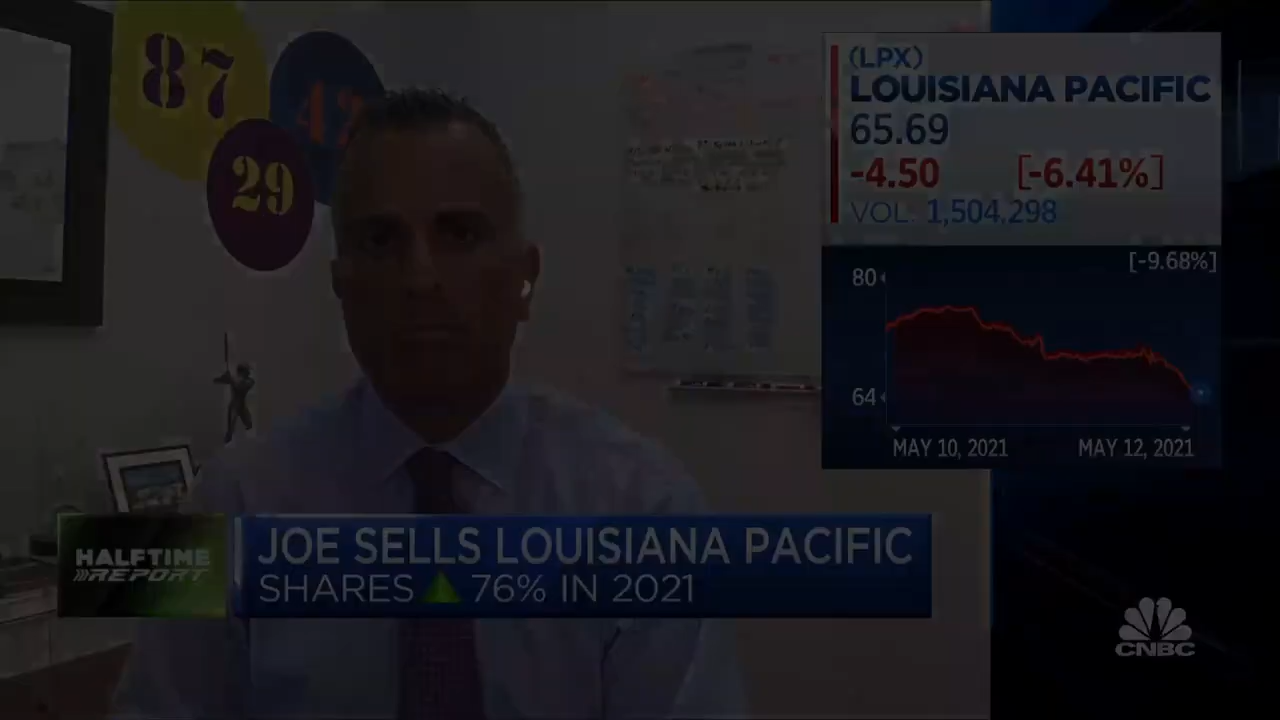 87
42
29
(LPX)
LOUISIANA PACIFIC
65.69
-4.50 [-6.41%]
VOL: 1,504,298
[-9.68%]
80
64
MAY 10, 2021 MAY 12, 2021
HALFTIME
REPORT
JOE SELLS LOUISIANA PACIFIC
SHARES 76% IN 2021
CNBC